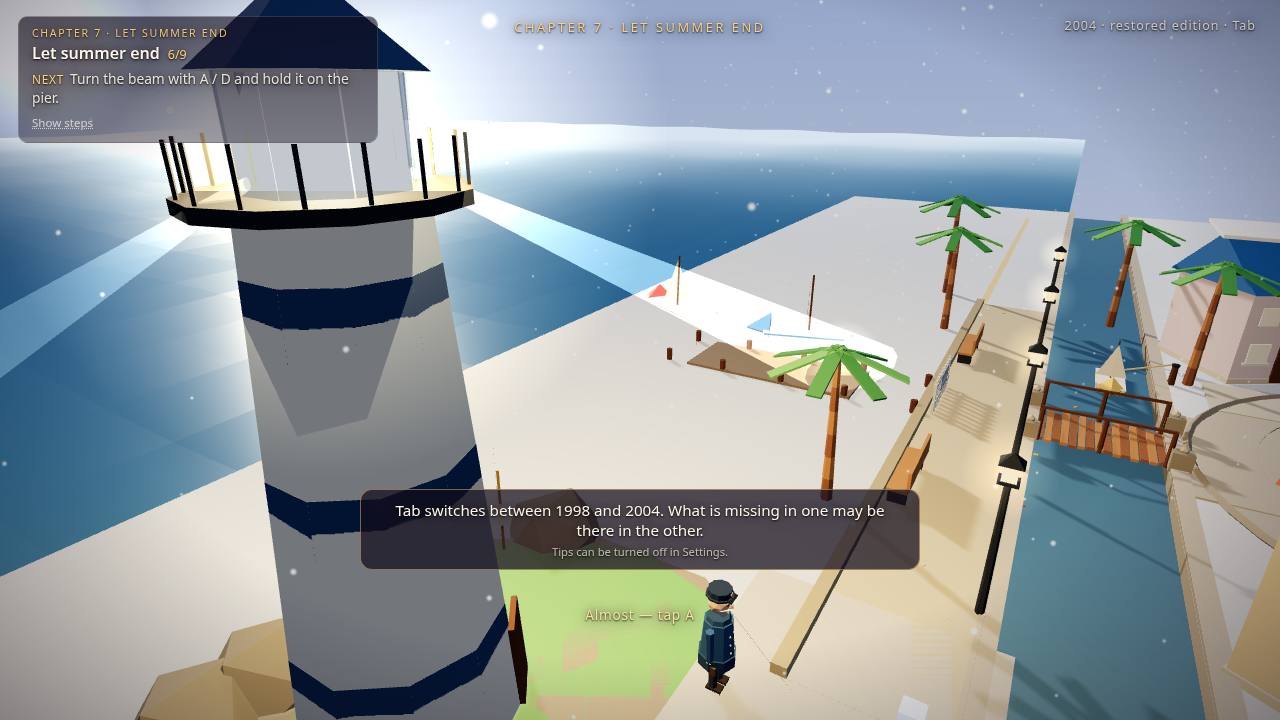 CHAPTER 7 · LET SUMMER END
Let summer end 6/9
NEXT Turn the beam with A / D and hold it on the
pier.
Show steps
CHAPTER 7 · LET SUMMER END
2004 · restored edition · Tab
Tab switches between 1998 and 2004. What is missing in one may be
there in the other.
Tips can be turned off in Settings.
Almost — tap A